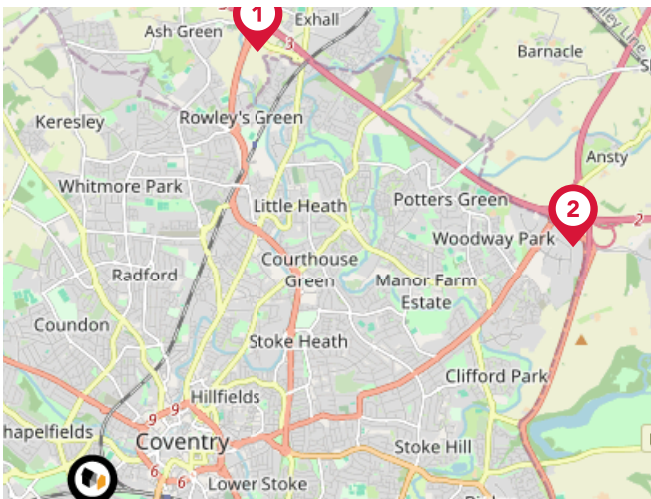 1
Exhall
Ash Green
3
Barnacle
Keresley
Rowley's Green
Ansty
Whitmore Park
Little Heath
Potters Green
2
2
Woodway Park
Courthouse
Green
Radford
Manor Farm
Estate
Coundon
Stoke Heath
Clifford Park
Hillfields
9
9
Coventry
Stoke Hill
6
6
Lower Stoke